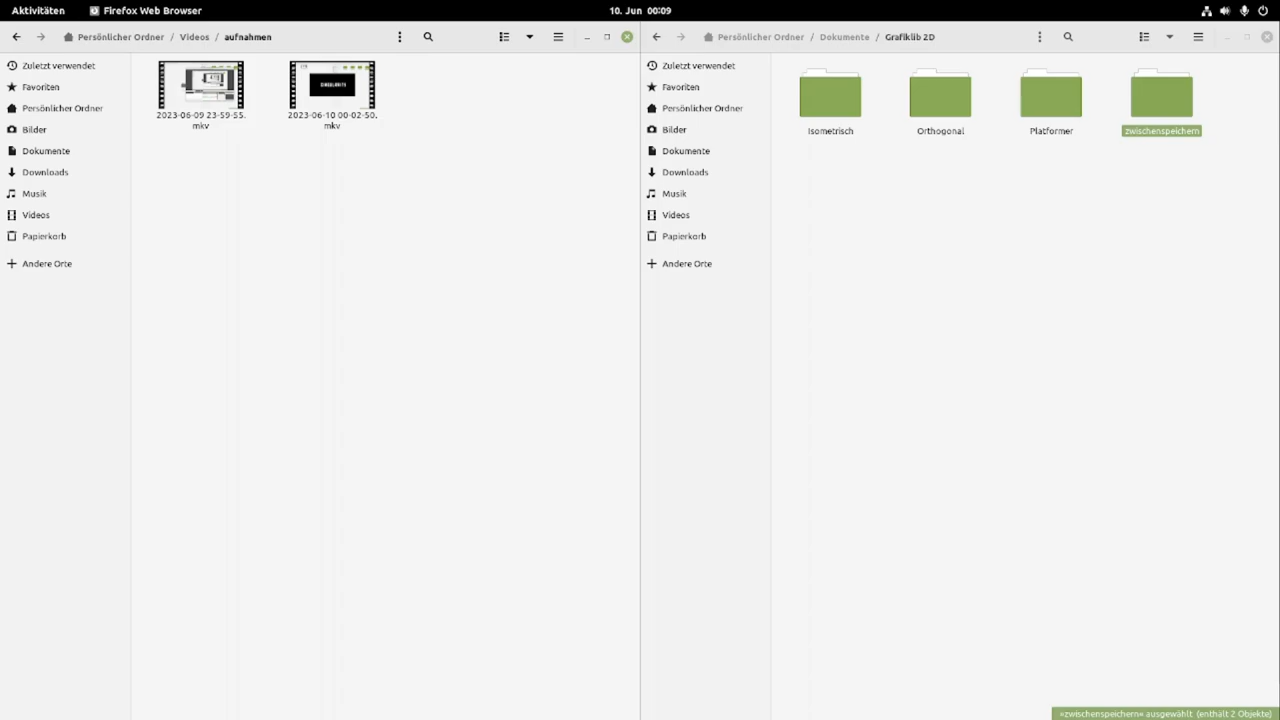 Aktivitäten
Firefox Web Browser
10. Jun 00:09
Persönlicher Ordner / Videos / aufnahmen
Zuletzt verwendet
Favoriten
Persönlicher Ordner
Bilder
Dokumente
Downloads
Musik
Videos
Papierkorb
Andere Orte
2023-06-09 23-59-55.
mkv
2023-06-10 00-02-50.
mkv
Persönlicher Ordner / Dokumente / Grafiklib 2D
Zuletzt verwendet
Favoriten
Persönlicher Ordner
Bilder
Dokumente
Downloads
Musik
Videos
Papierkorb
Andere Orte
Isometrisch
Orthogonal
Platformer
zwischenspeichern
»zwischenspeichern« ausgewählt (enthält 2 Objekte)